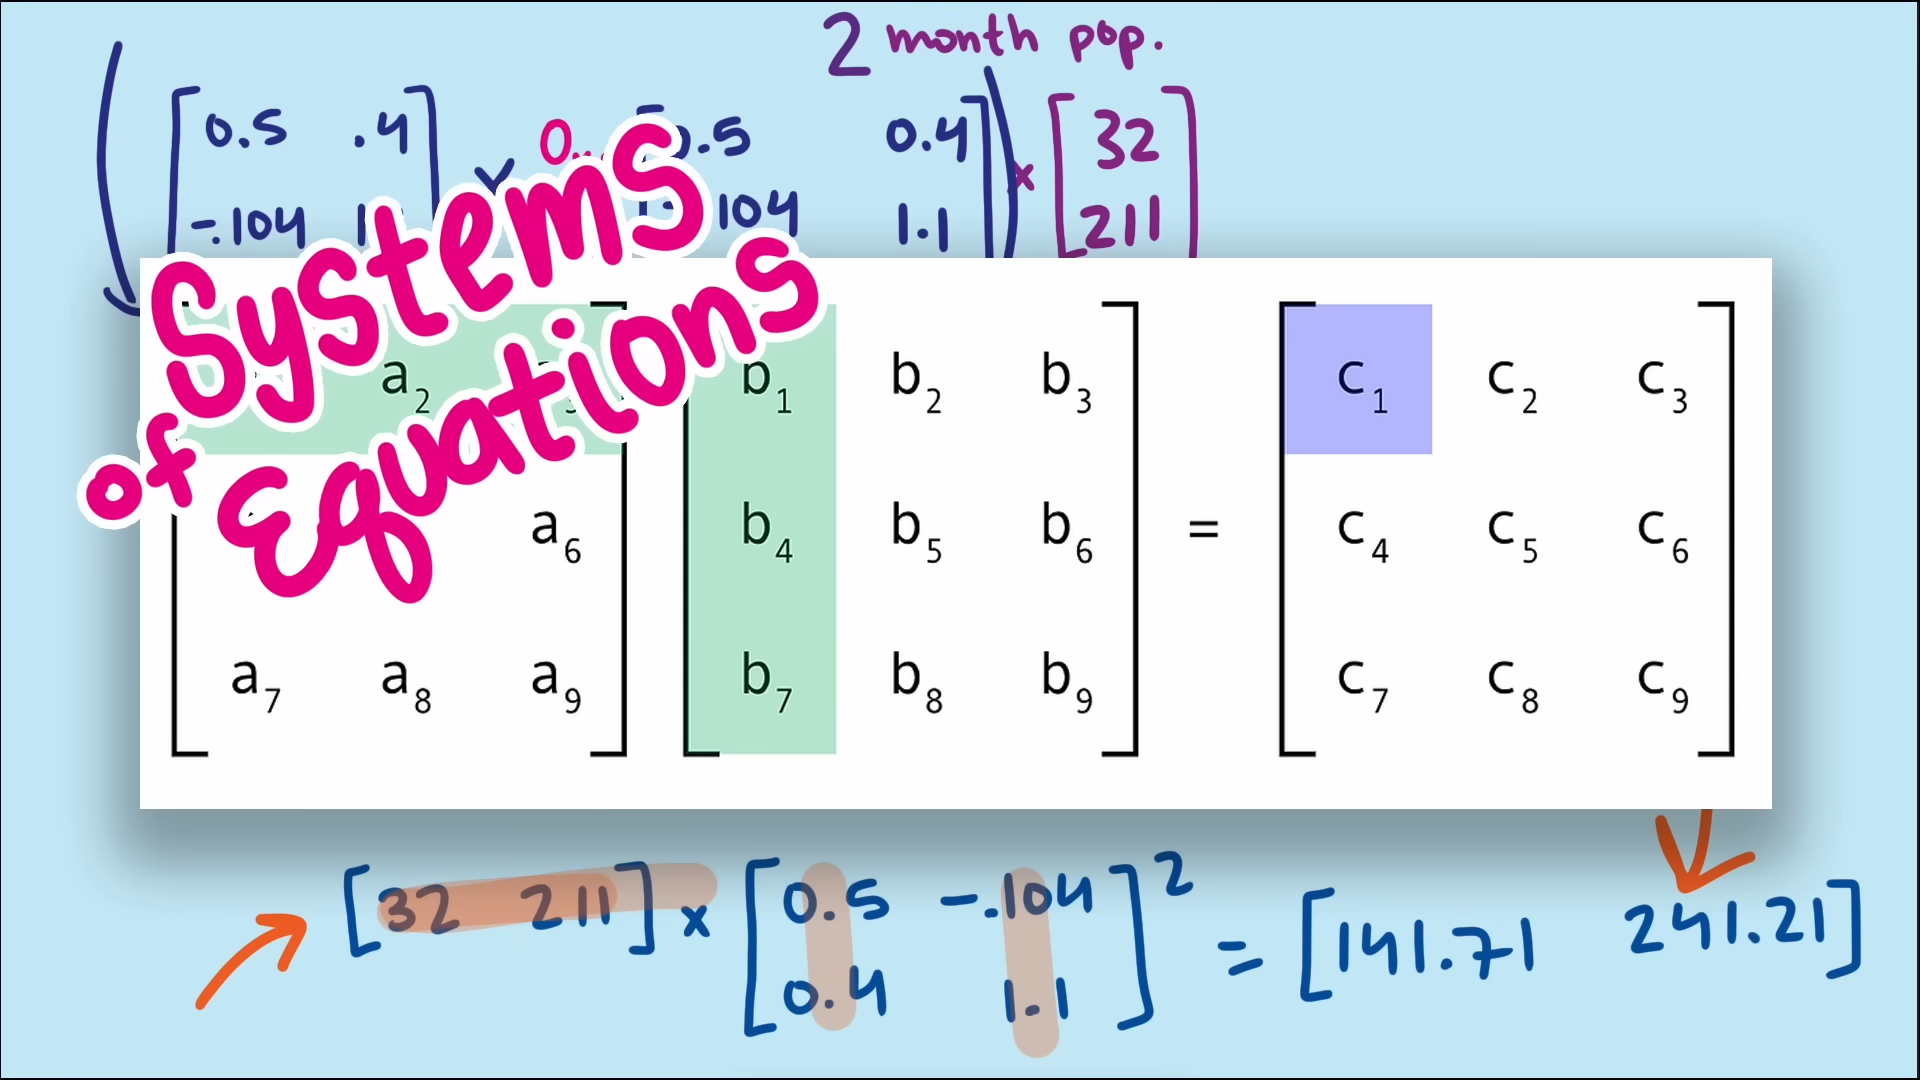 2 month pop.
0.5 .4 0.5 0.4 x 32
-.104 104 1.1 211
Systems
of Equations
a2 b1 b2 b3 c1 c2 c3
a6 b4 b5 b6 = c4 c5 c6
a7 a8 a9 b7 b8 b9 c7 c8 c9
[32 211] x [0.5 -.104]² = [141.71 241.21]
0.4 1.1